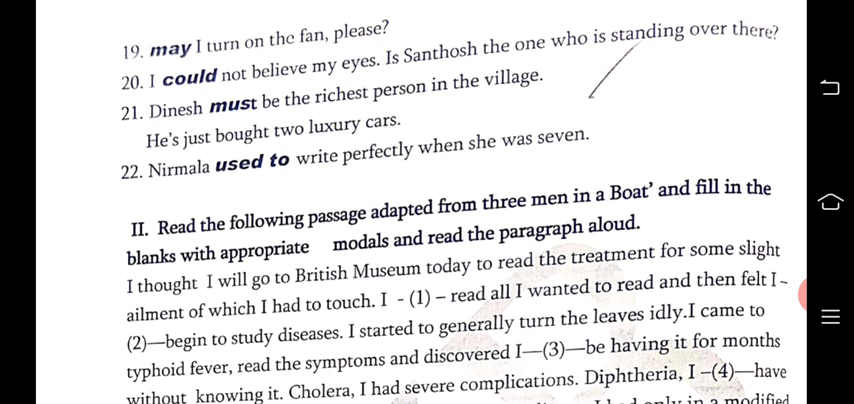 19. may I turn on the fan, please?
20. I could not believe my eyes. Is Santhosh the one who is standing over there?
21. Dinesh must be the richest person in the village.
He's just bought two luxury cars.
22. Nirmala used to write perfectly when she was seven.
II. Read the following passage adapted from three men in a Boat' and fill in the
blanks with appropriate modals and read the paragraph aloud.
I thought I will go to British Museum today to read the treatment for some slight
ailment of which I had to touch. I - (1) – read all I wanted to read and then felt I -
(2)—begin to study diseases. I started to generally turn the leaves idly.I came to
typhoid fever, read the symptoms and discovered I—(3)—be having it for months
without knowing it. Cholera, I had severe complications. Diphtheria, I –(4)—have
in a modified